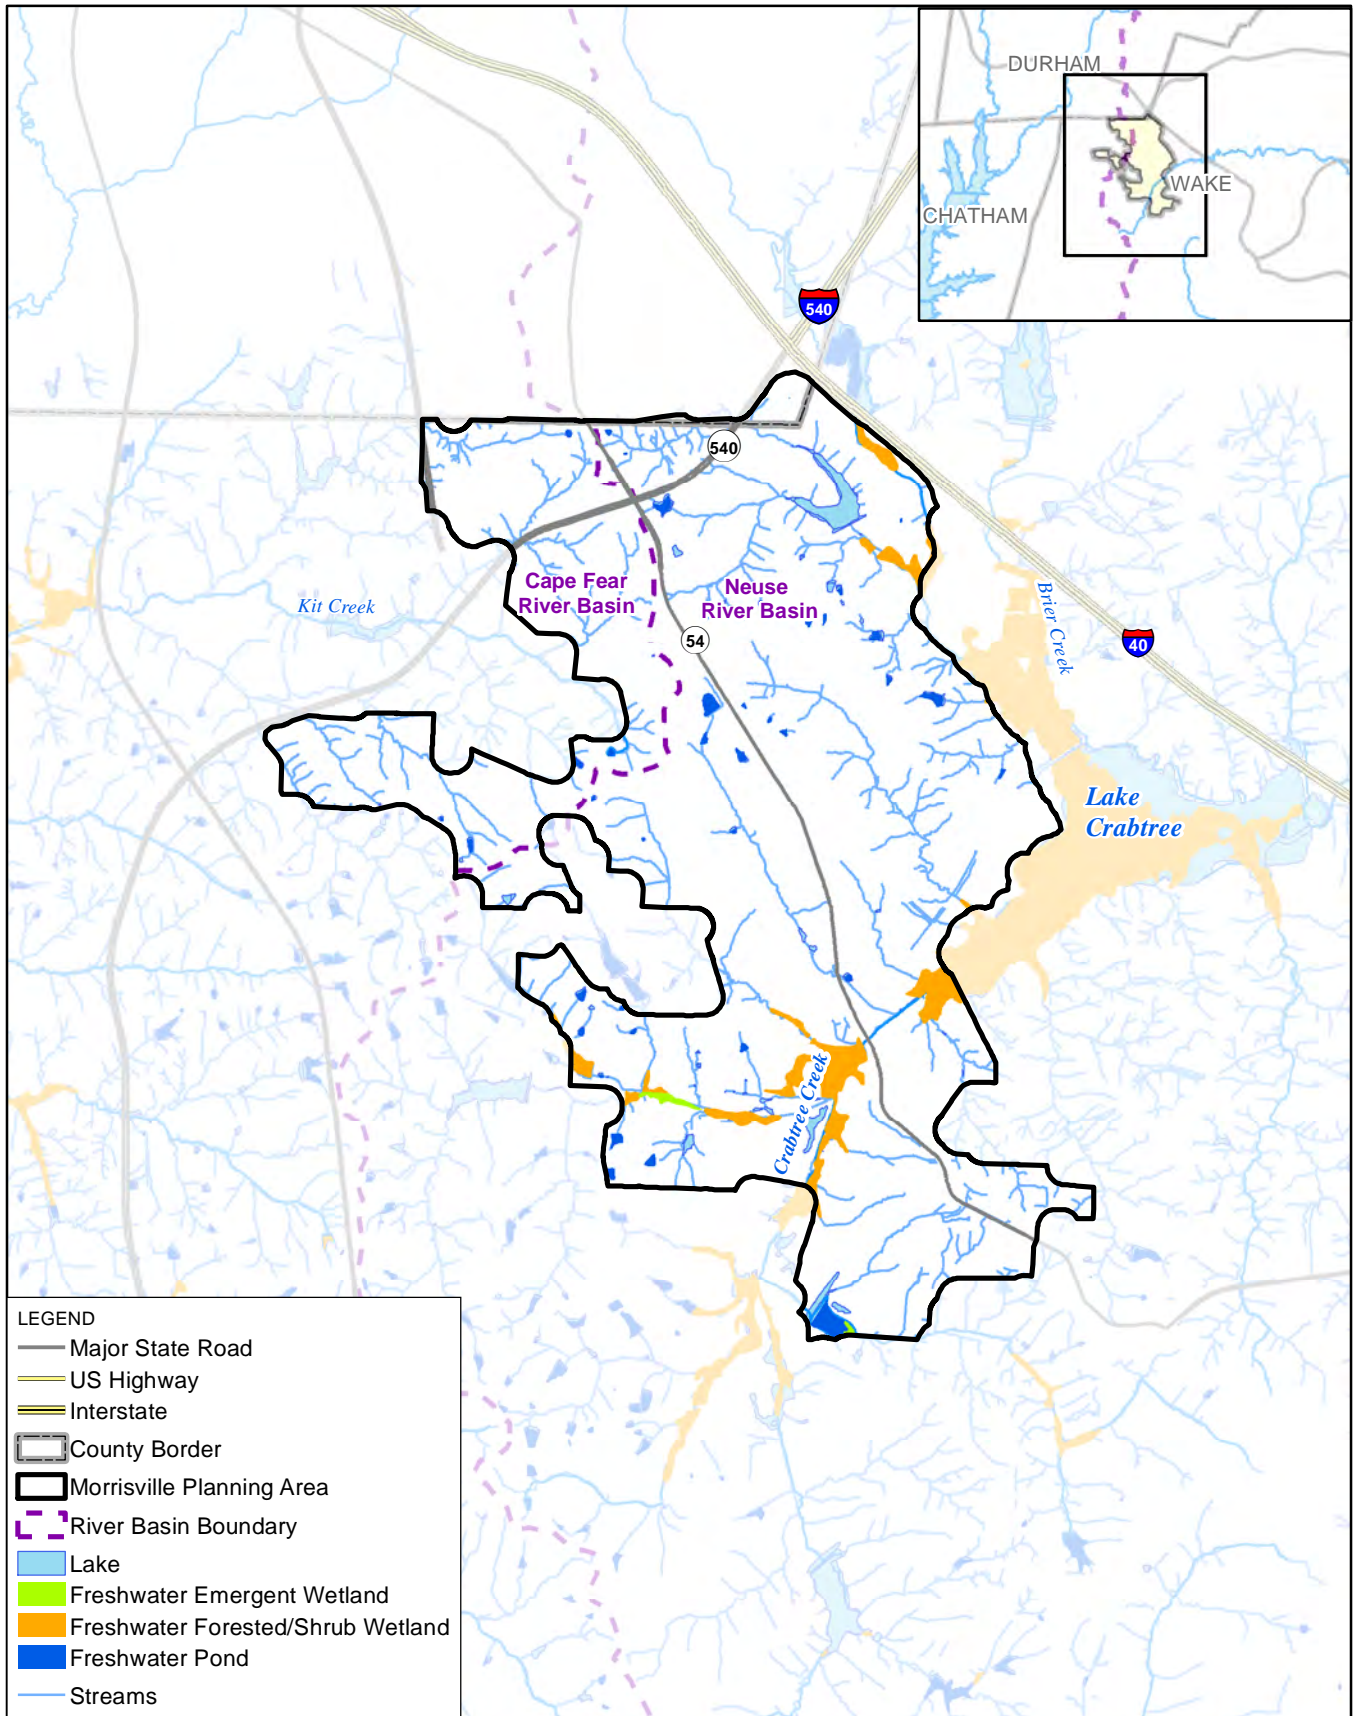 DURHAM
WAKE
CHATHAM
540
540
Cape Fear
River Basin
Neuse
River Basin
Kit Creek
Brier Creek
54
40
Lake
Crabtree
Crabtree Creek
LEGEND
Major State Road
US Highway
Interstate
County Border
Morrisville Planning Area
River Basin Boundary
Lake
Freshwater Emergent Wetland
Freshwater Forested/Shrub Wetland
Freshwater Pond
Streams